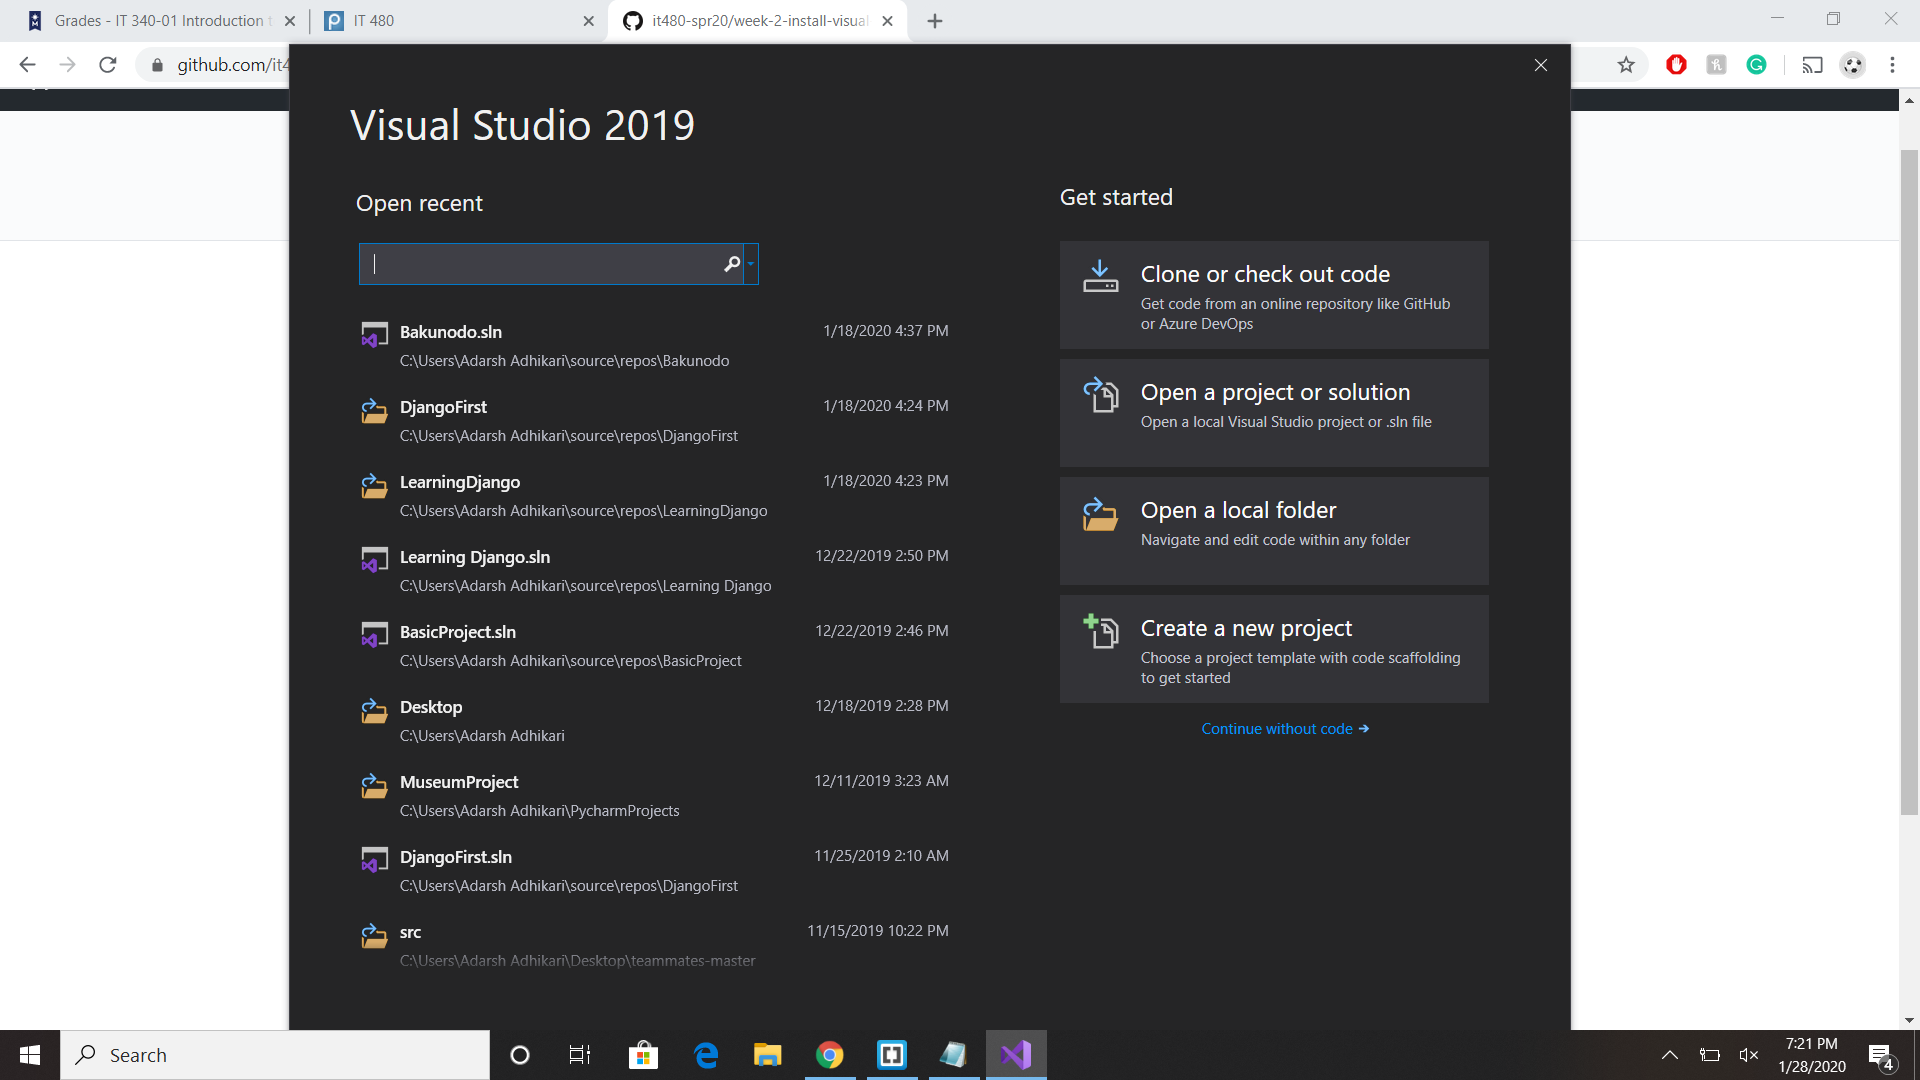 Grades - IT 340-01 Introduction t
IT 480
it480-spr20/week-2-install-visual
github.com/it4
Visual Studio 2019
Open recent
Bakunodo.sln
1/18/2020 4:37 PM
C:\Users\Adarsh Adhikari\source\repos\Bakunodo
DjangoFirst
1/18/2020 4:24 PM
C:\Users\Adarsh Adhikari\source\repos\DjangoFirst
LearningDjango
1/18/2020 4:23 PM
C:\Users\Adarsh Adhikari\source\repos\LearningDjango
Learning Django.sln
12/22/2019 2:50 PM
C:\Users\Adarsh Adhikari\source\repos\Learning Django
BasicProject.sln
12/22/2019 2:46 PM
C:\Users\Adarsh Adhikari\source\repos\BasicProject
Desktop
12/18/2019 2:28 PM
C:\Users\Adarsh Adhikari
MuseumProject
12/11/2019 3:23 AM
C:\Users\Adarsh Adhikari\PycharmProjects
DjangoFirst.sln
11/25/2019 2:10 AM
C:\Users\Adarsh Adhikari\source\repos\DjangoFirst
src
11/15/2019 10:22 PM
C:\Users\Adarsh Adhikari\Desktop\teammates-master
Get started
Clone or check out code
Get code from an online repository like GitHub
or Azure DevOps
Open a project or solution
Open a local Visual Studio project or .sln file
Open a local folder
Navigate and edit code within any folder
Create a new project
Choose a project template with code scaffolding
to get started
Continue without code
Search
7:21 PM
1/28/2020
4